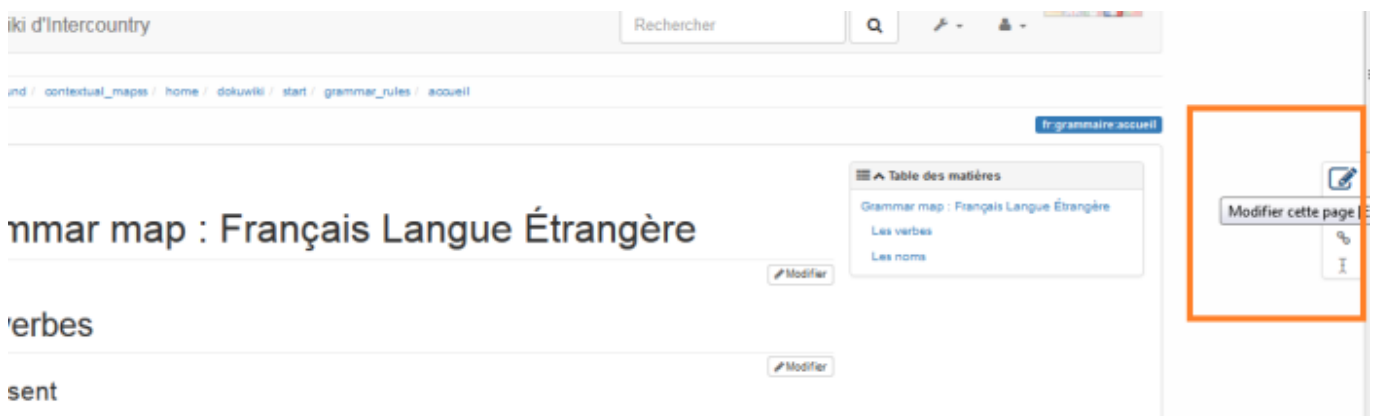 iki d'Intercountry
Rechercher
und / contextual_mapss / home / dokuwiki / start / grammar_rules / accueil
fr:grammaire:accueil
Table des matières
Grammar map : Français Langue Étrangère
Les verbes
Les noms
Modifier cette page [E
mmar map : Français Langue Étrangère
Modifier
verbes
Modifier
sent